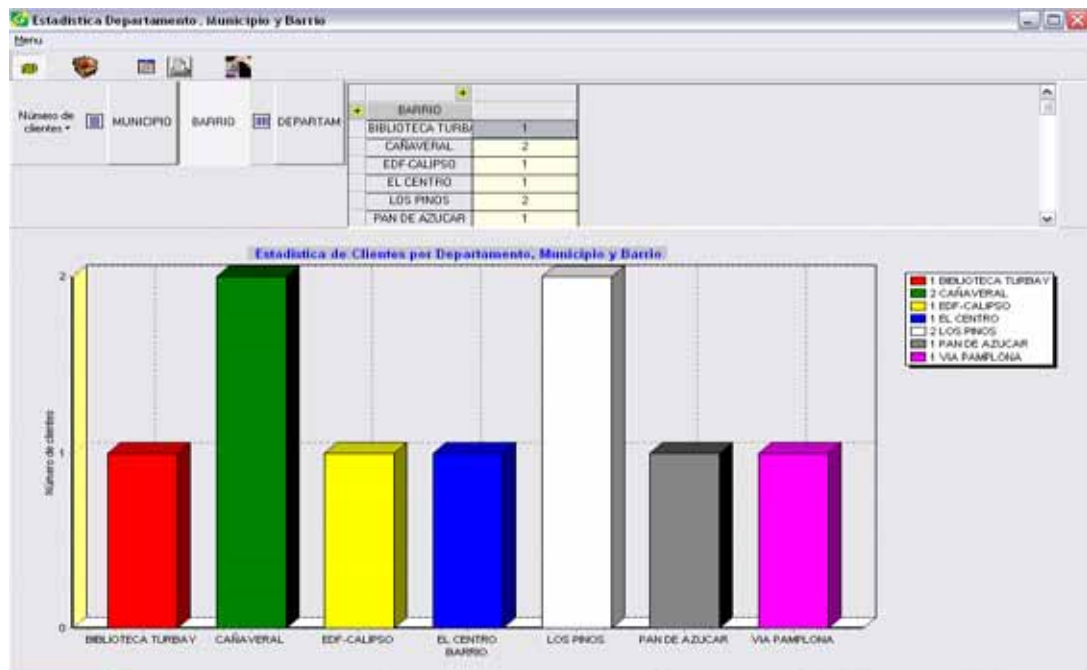 Estadistica Departamento , Municipio y Barrio
Menu
Número de clientes
MUNICIPIO
BARRIO
DEPARTAM
BARRIO
BIBLIOTECA TURBA 1
CAÑAVERAL 2
EDF-CALIPSO 1
EL CENTRO 1
LOS PINOS 2
PAN DE AZUCAR 1
Estadística de Clientes por Departamento, Municipio y Barrio
2
1
0
Número de clientes
BIBLIOTECA TURBAY
CAÑAVERAL
EDF-CALIPSO
EL CENTRO
LOS PINOS
PAN DE AZUCAR
VIA PAMPLONA
BARRIO
1 BIBLIOTECA TURBAY
2 CAÑAVERAL
1 EDF-CALIPSO
1 EL CENTRO
2 LOS PINOS
1 PAN DE AZUCAR
1 VIA PAMPLONA